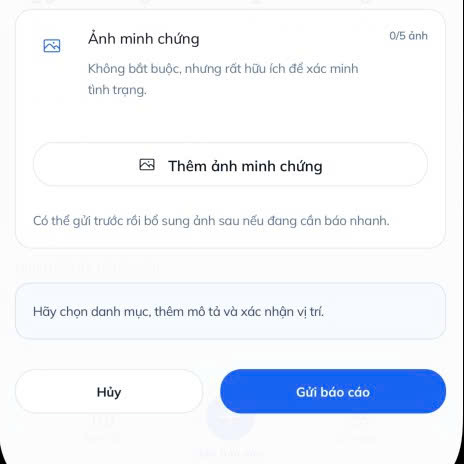 Ảnh minh chứng
0/5 ảnh
Không bắt buộc, nhưng rất hữu ích để xác minh
tình trạng.
Thêm ảnh minh chứng
Có thể gửi trước rồi bổ sung ảnh sau nếu đang cần báo nhanh.
Hãy chọn danh mục, thêm mô tả và xác nhận vị trí.
Hủy
Gửi báo cáo